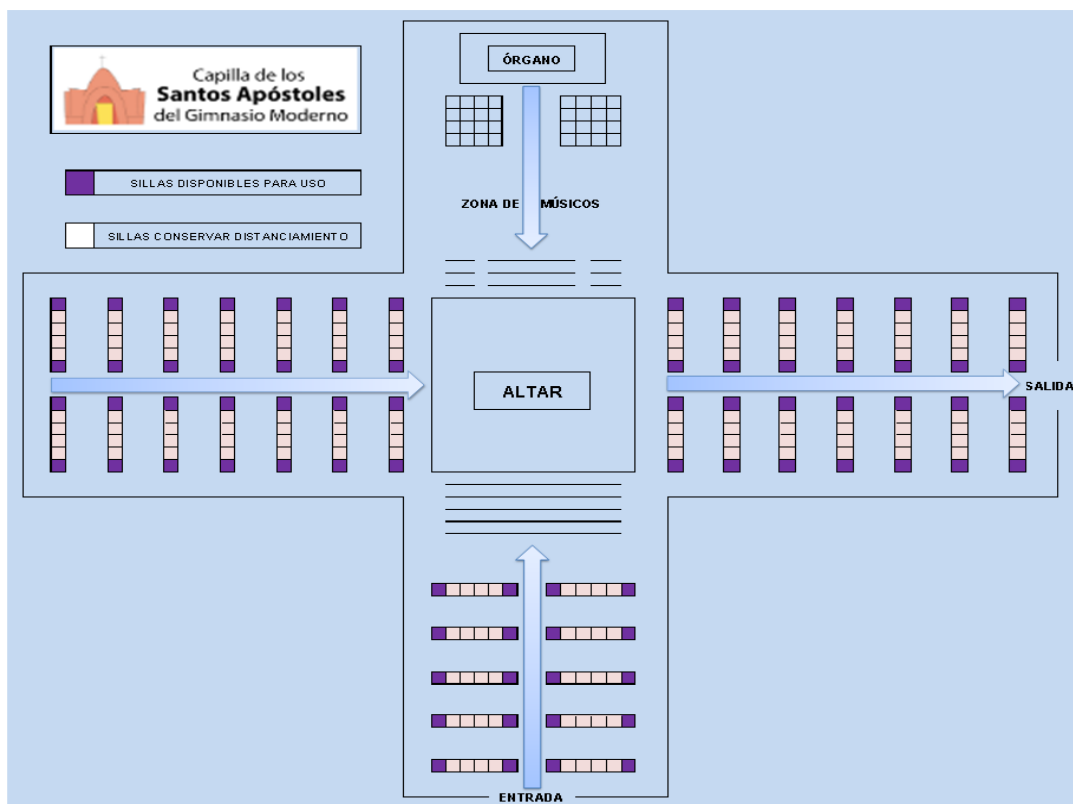 Capilla de los
Santos Apóstoles
del Gimnasio Moderno
SILLAS DISPONIBLES PARA USO
SILLAS CONSERVAR DISTANCIAMIENTO
ÓRGANO
ZONA DE MÚSICOS
ALTAR
SALIDA
ENTRADA